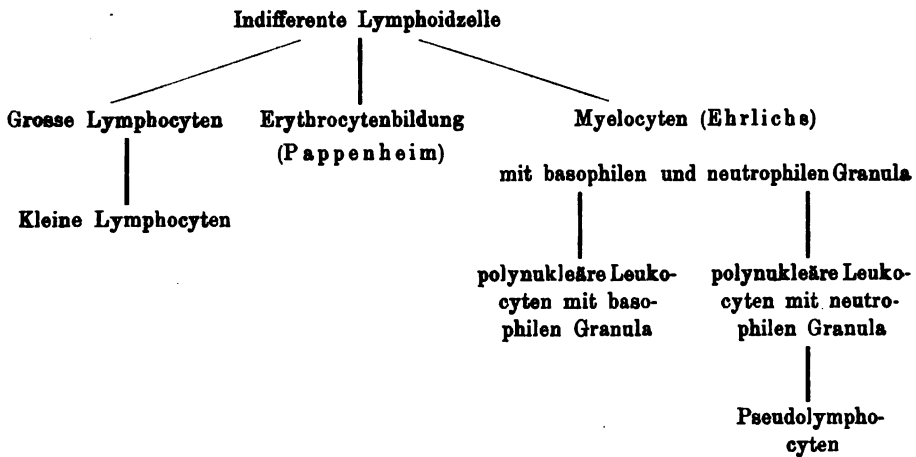 Indifferente Lymphoidzelle
Grosse Lymphocyten
Erythrocytenbildung
(Pappenheim)
Myelocyten (Ehrlichs)
mit basophilen und neutrophilen Granula
Kleine Lymphocyten
polynukleäre Leuko-
cyten mit baso-
philen Granula
polynukleäre Leuko-
cyten mit neutro-
philen Granula
Pseudolympho-
cyten